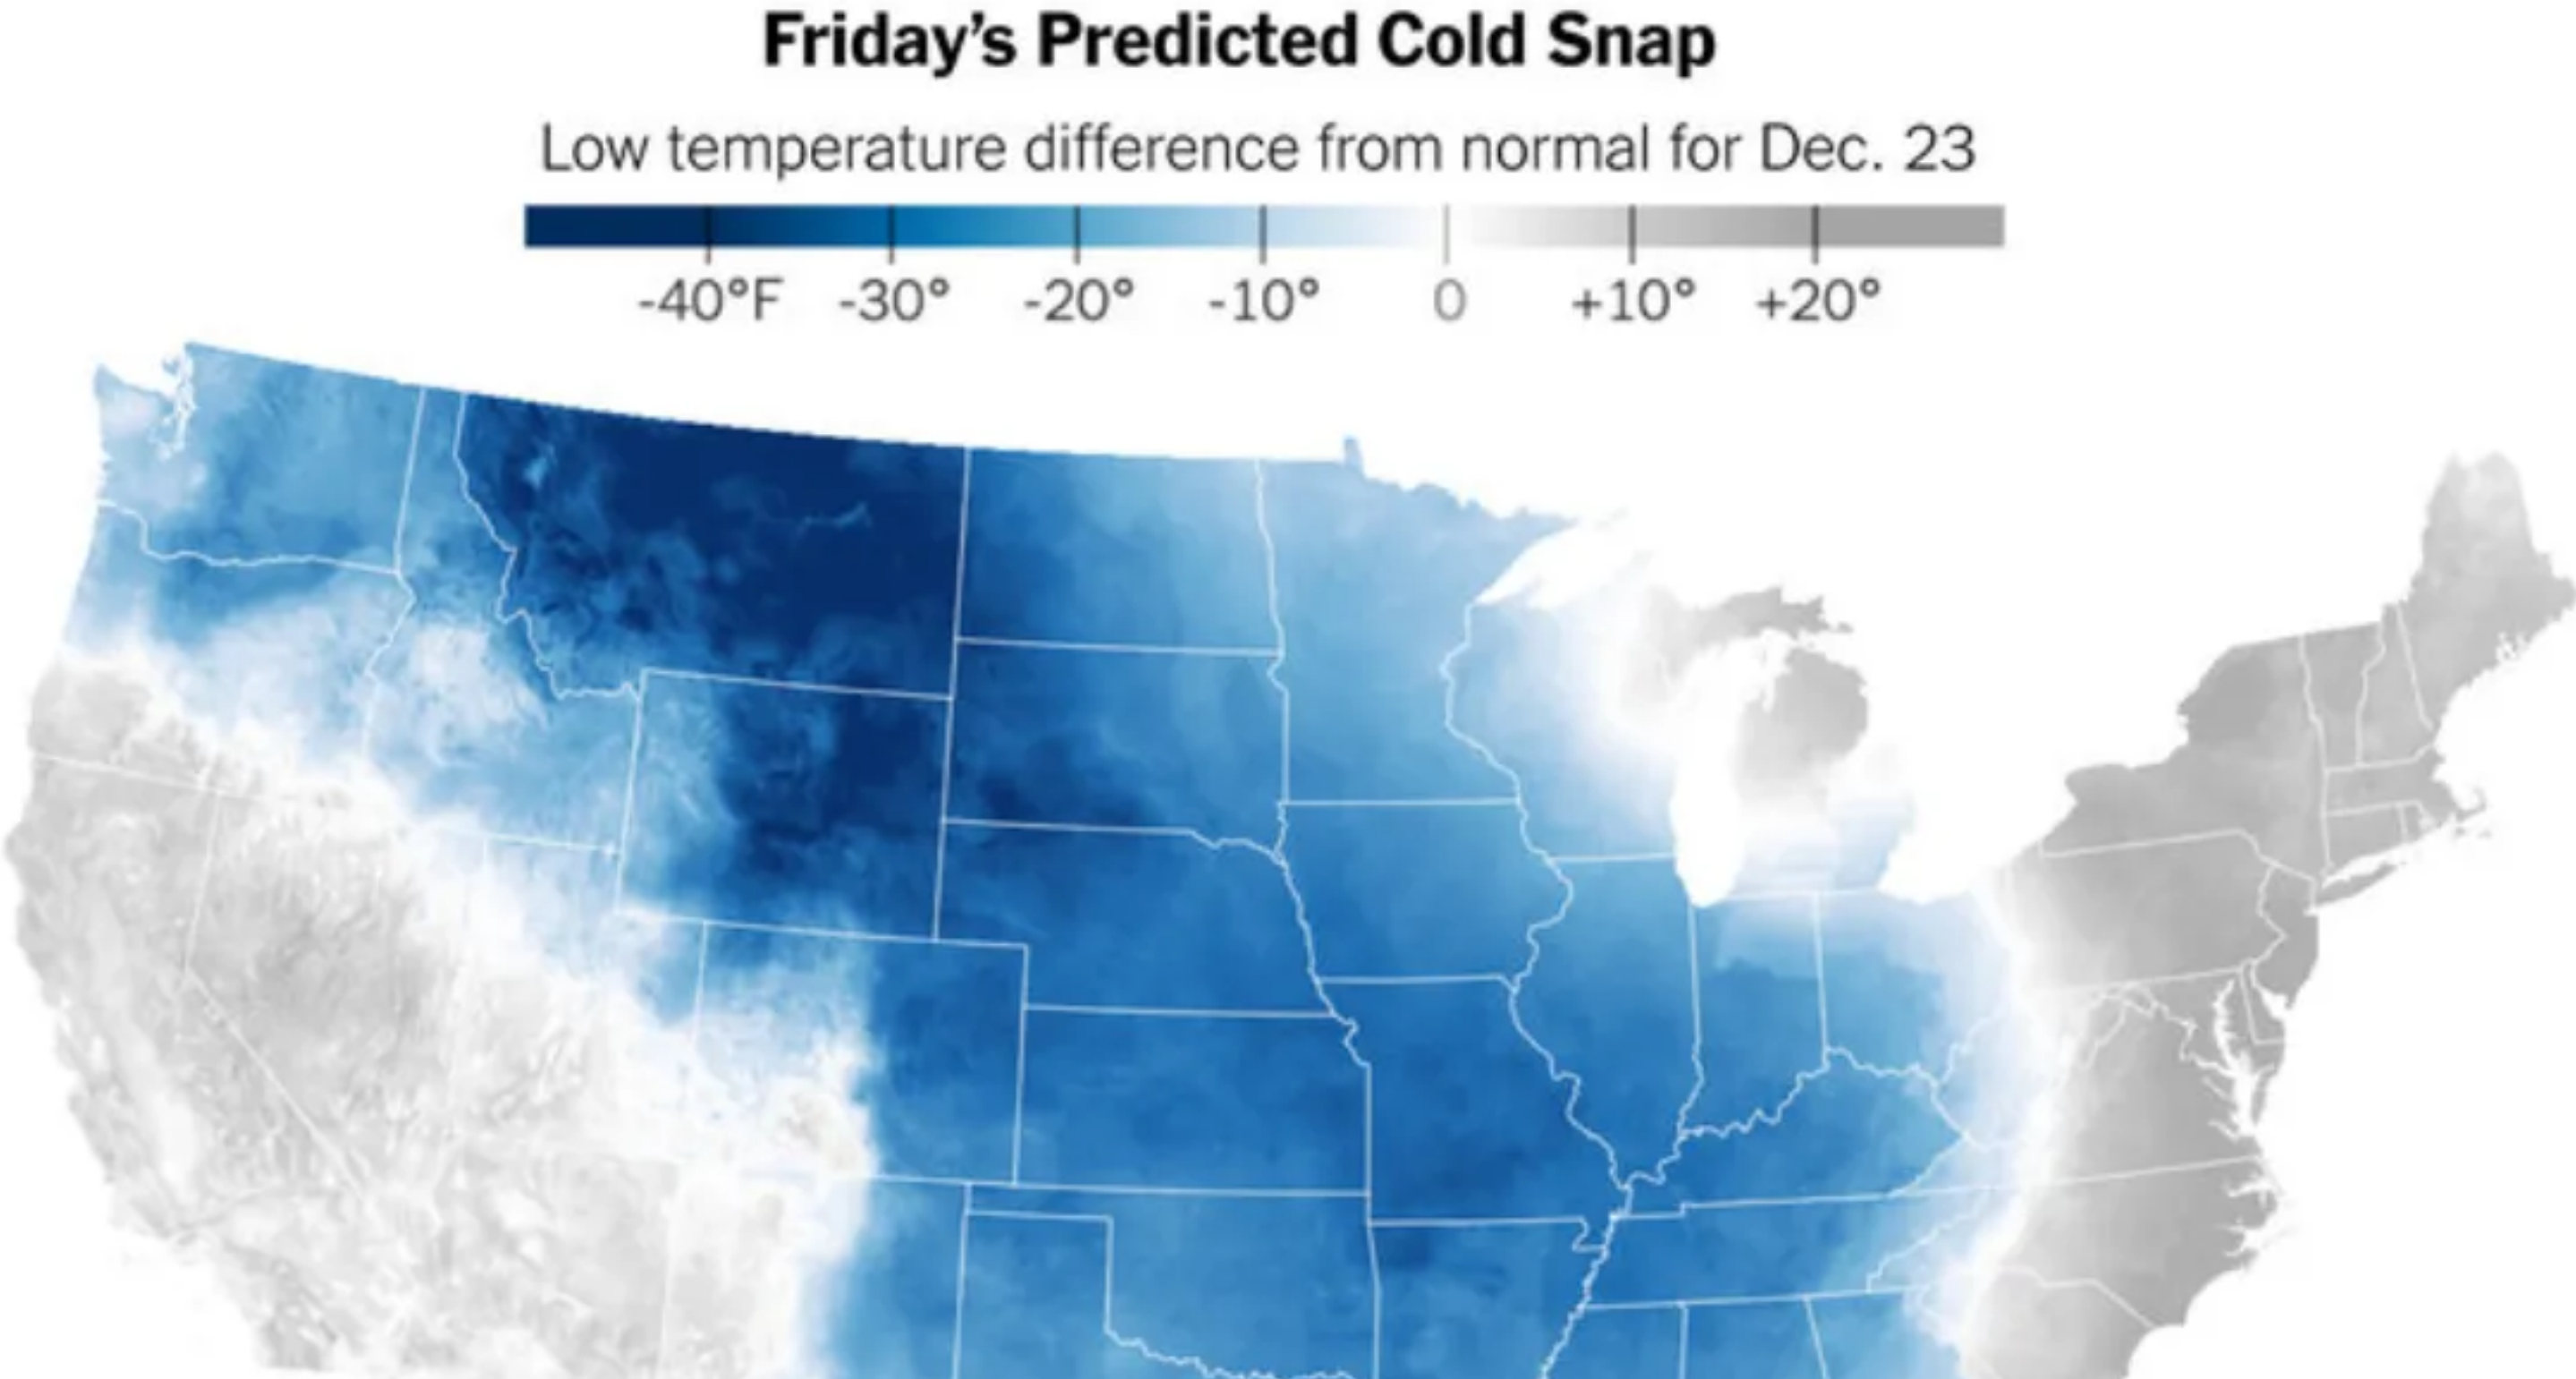 Friday’s Predicted Cold Snap
Low temperature difference from normal for Dec. 23
-40°F -30° -20° -10° 0 +10° +20°